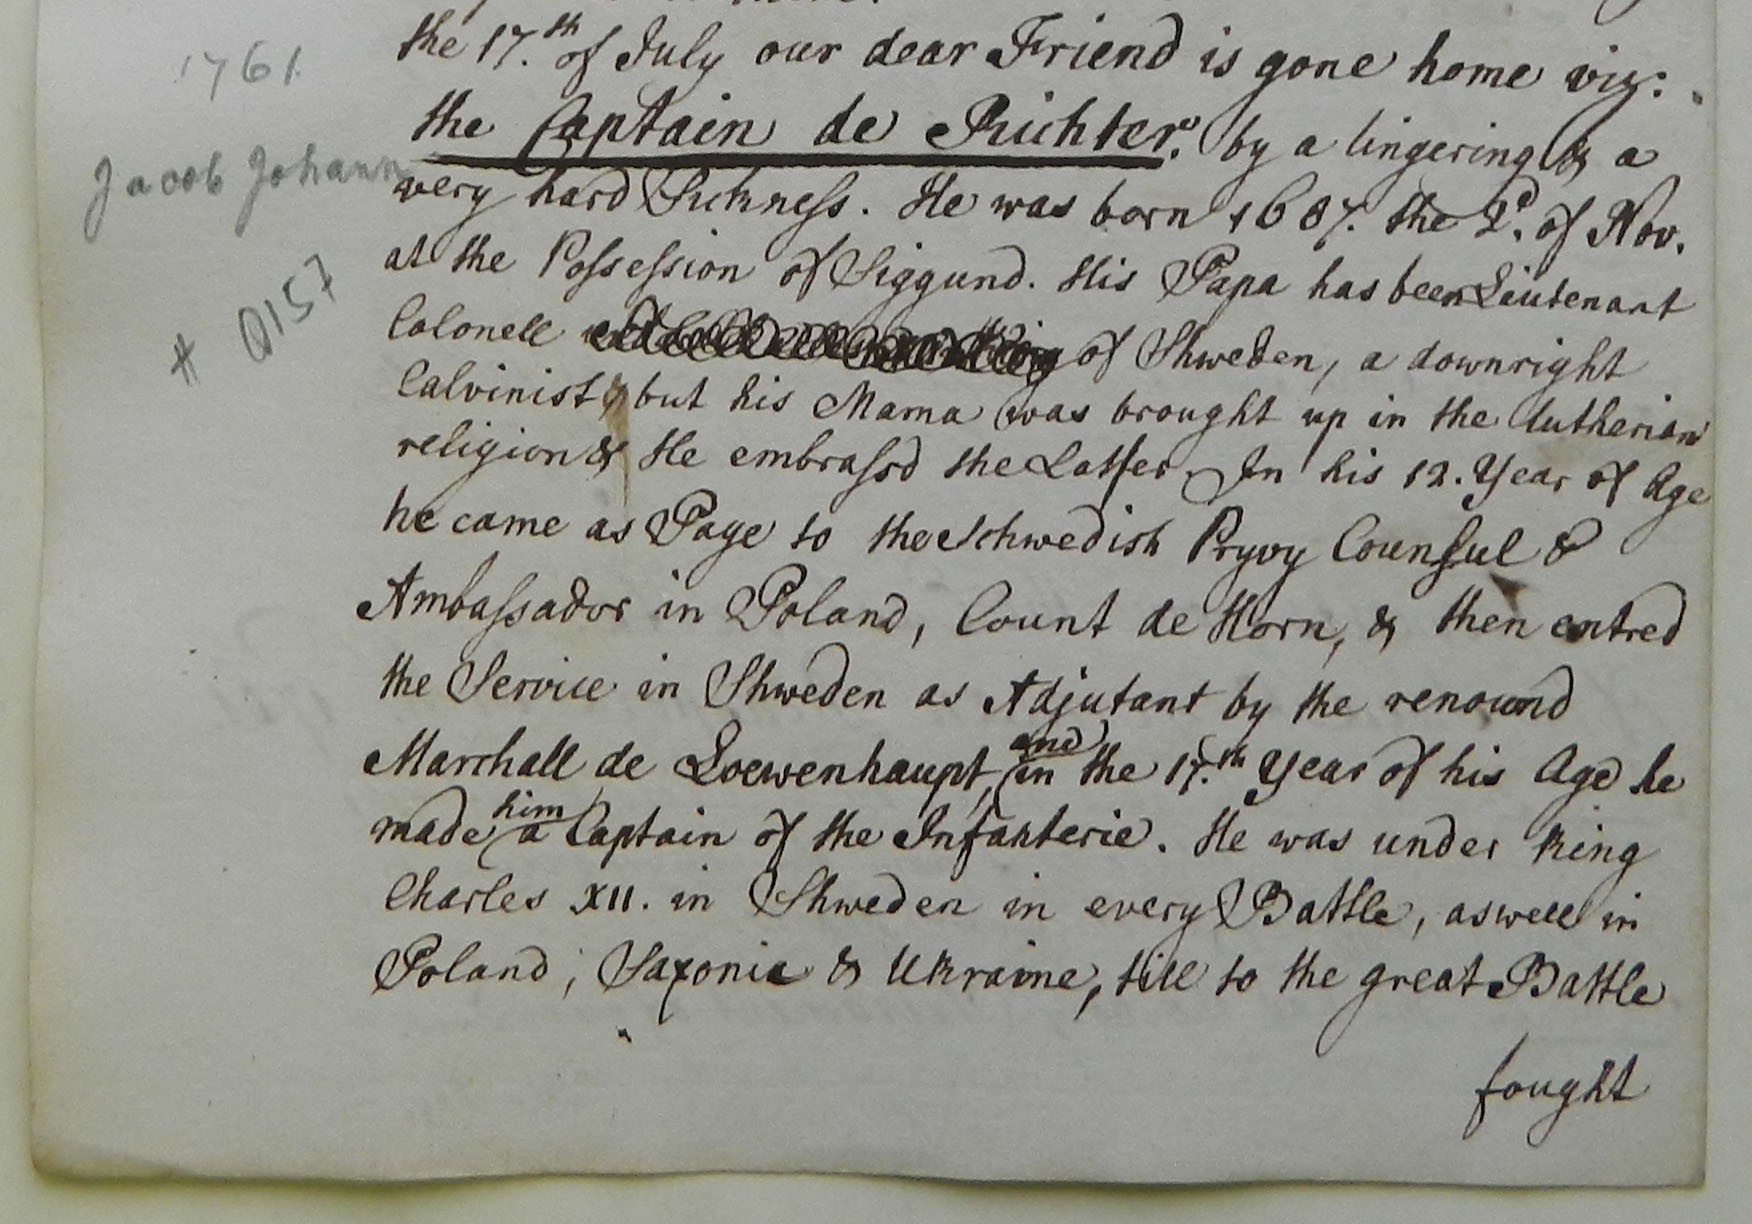 1761
Jacob Johann
# Q157
the 17.th of July our dear Friend is gone home viz:
the Captain de Richter. by a lingering & a
very hard Sickness. He was born 1687. the 2d. of Nov.
at the Possession of Siggund. His Papa has been Lieutenant
Colonell of Shweden, a downright
Calvinist, but his Mama was brought up in the Lutherian
religion & He embrass'd the Latter. In his 12. Year of Age
he came as Page to the Schwedish Pryvy Counsul &
Ambassador in Poland, Count de Horn, & then entred
the Service in Shweden as Adjutant by the renound
Marshall de Loewenhaupt, and in the 17.th Year of his Age he
made him a Captain of the Infanterie. He was under King
Charles XII. in Shweden in every Battle, aswell in
Poland, Saxonia & Ukraine, till to the great Battle
fought